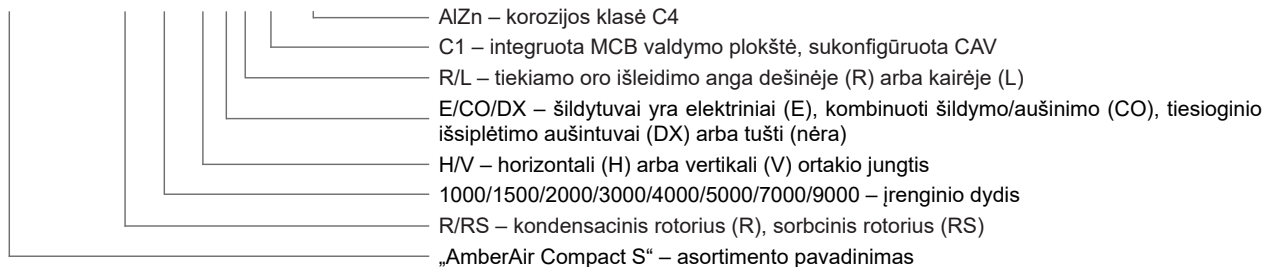 AlZn – korozijos klasė C4
C1 – integruota MCB valdymo plokštė, sukonfigūruota CAV
R/L – tiekiamo oro išleidimo anga dešinėje (R) arba kairėje (L)
E/CO/DX – šildytuvai yra elektriniai (E), kombinuoti šildymo/aušinimo (CO), tiesioginio
išsiplėtimo aušintuvai (DX) arba tušti (nėra)
H/V – horizontali (H) arba vertikali (V) ortakio jungtis
1000/1500/2000/3000/4000/5000/7000/9000 – įrenginio dydis
R/RS – kondensacinis rotorius (R), sorbcinis rotorius (RS)
„AmberAir Compact S“ – asortimento pavadinimas